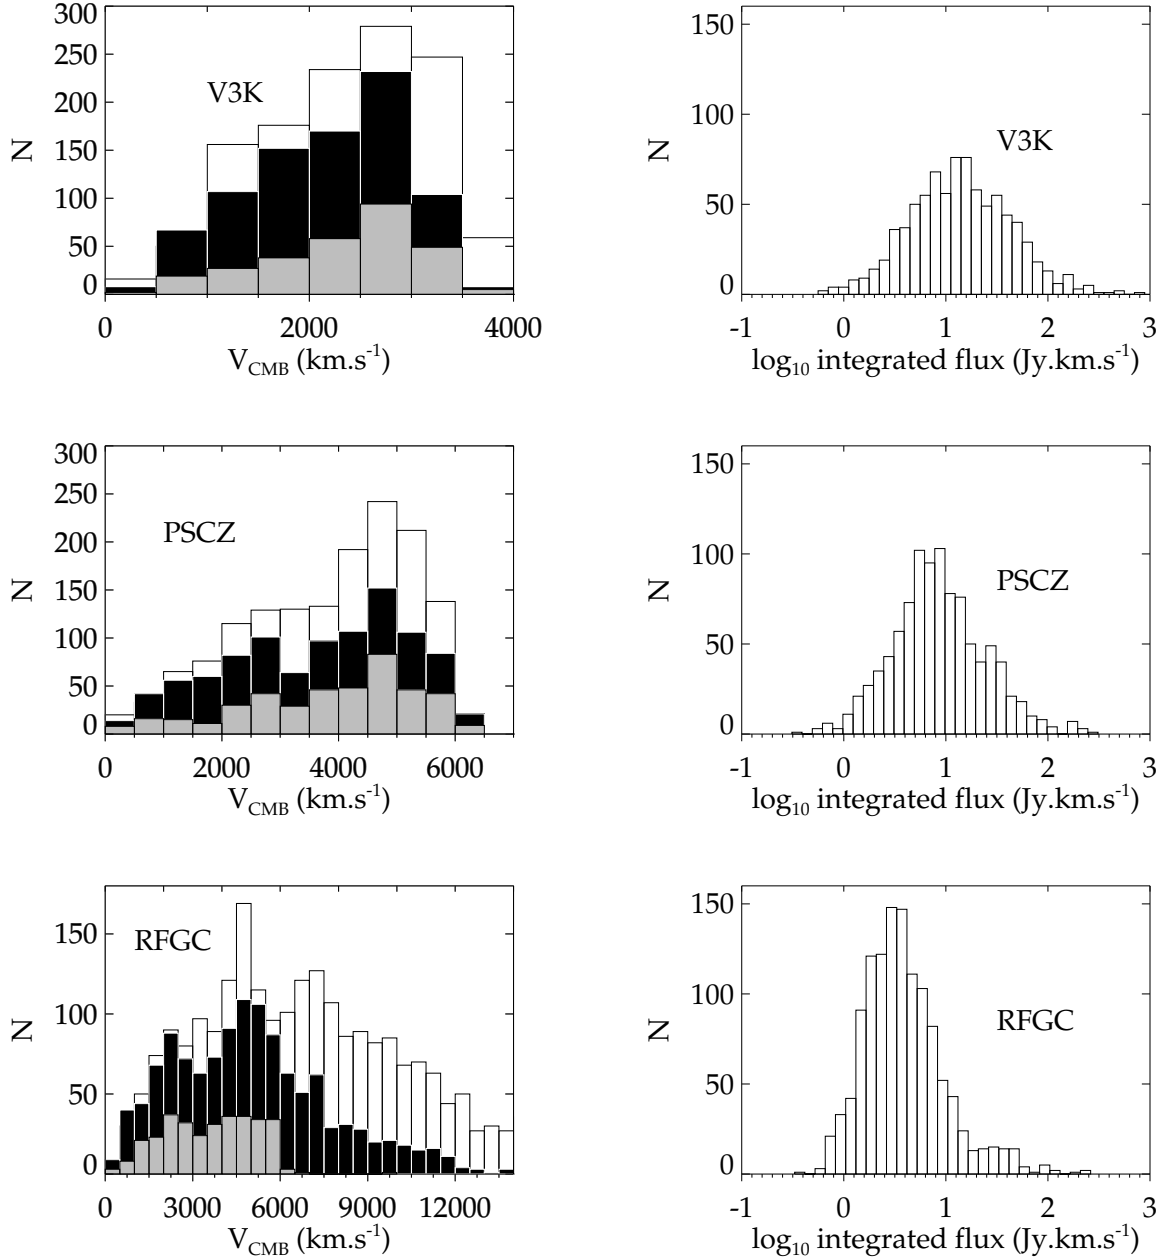 300
250
200
150
100
50
0
N
V3K
0 2000 4000
V_CMB (km.s⁻¹)
150
100
50
0
N
V3K
-1 0 1 2 3
log₁₀ integrated flux (Jy.km.s⁻¹)
300
250
200
150
100
50
0
N
PSCZ
0 2000 4000 6000
V_CMB (km.s⁻¹)
150
100
50
0
N
PSCZ
-1 0 1 2 3
log₁₀ integrated flux (Jy.km.s⁻¹)
150
100
50
0
N
RFGC
0 3000 6000 9000 12000
V_CMB (km.s⁻¹)
150
100
50
0
N
RFGC
-1 0 1 2 3
log₁₀ integrated flux (Jy.km.s⁻¹)